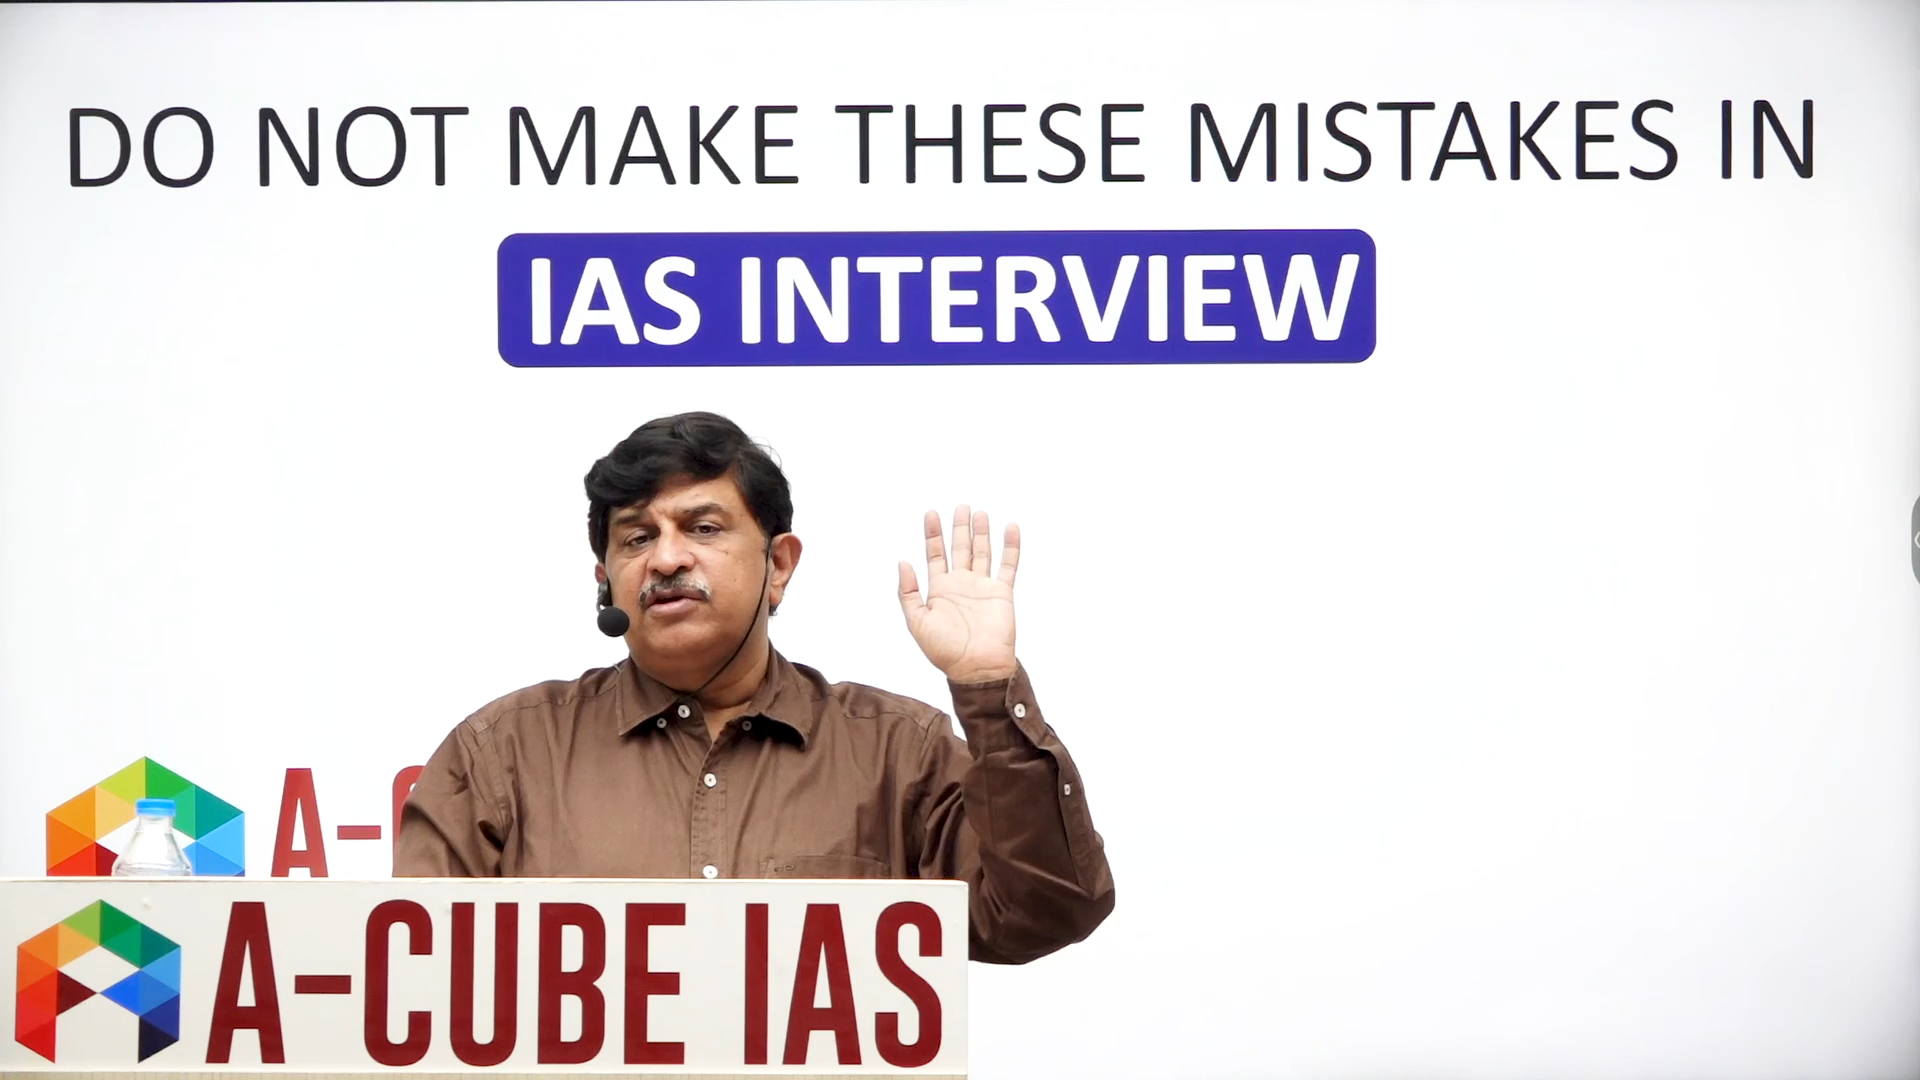 DO NOT MAKE THESE MISTAKES IN
IAS INTERVIEW
A-C
A-CUBE IAS